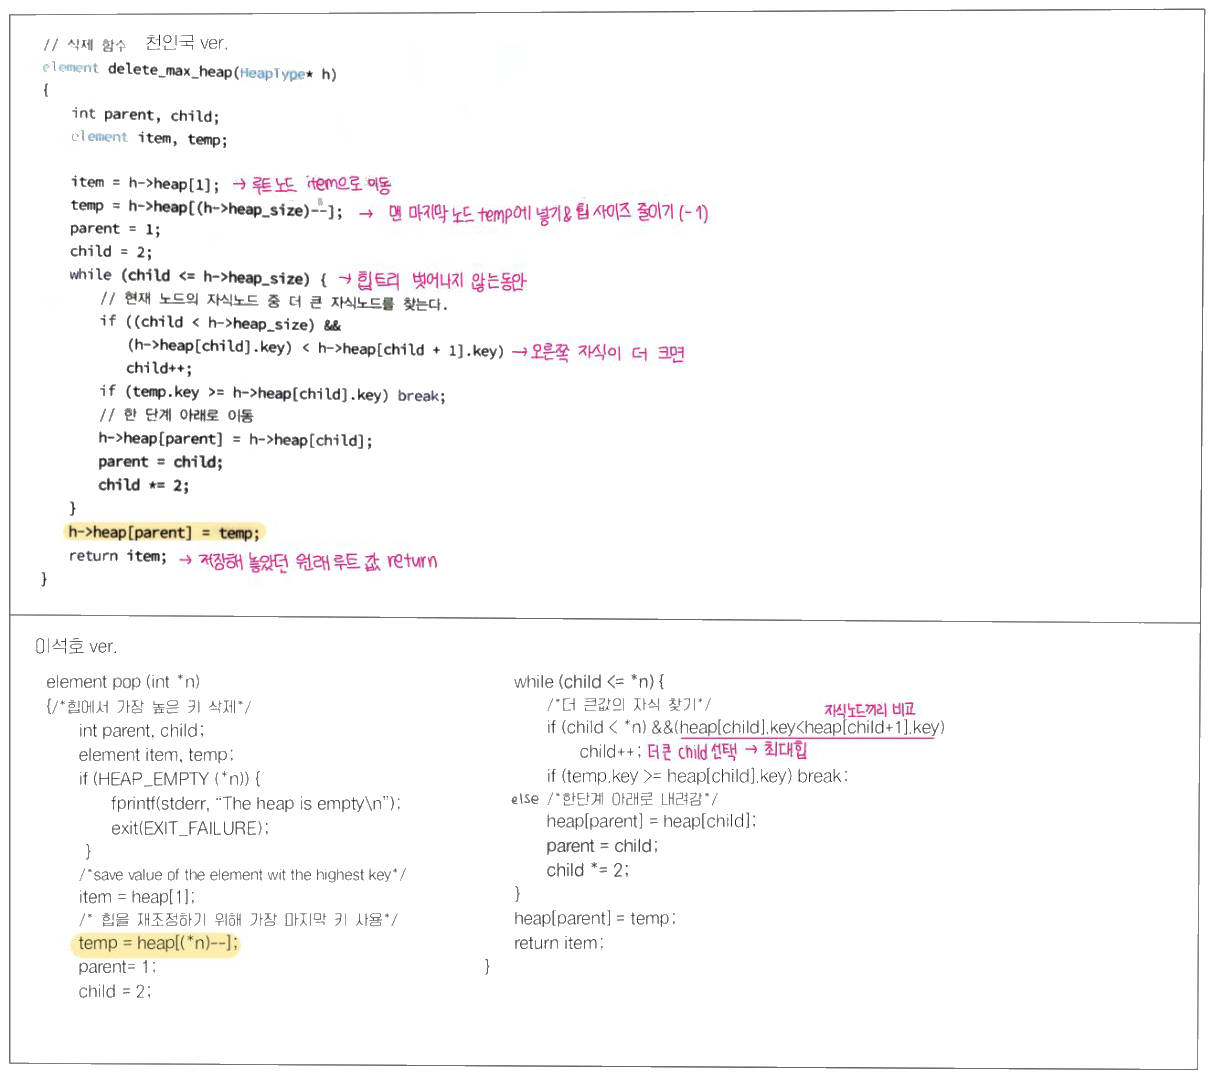 // 삭제 함수 천인국 ver.
element delete_max_heap(HeapType* h)
{
int parent, child;
element item, temp;
item = h->heap[1]; → 루트 노드 item으로 이동
temp = h->heap[(h->heap_size)--]; → 맨 마지막 노드 temp에 넣기 & 힙 사이즈 줄이기 (-1)
parent = 1;
child = 2;
while (child <= h->heap_size) { → 힙트리 벗어나지 않는동안
// 현재 노드의 자식노드 중 더 큰 자식노드를 찾는다.
if ((child < h->heap_size) &&
(h->heap[child].key) < h->heap[child + 1].key) → 오른쪽 자식이 더 크면
child++;
if (temp.key >= h->heap[child].key) break;
// 한 단계 아래로 이동
h->heap[parent] = h->heap[child];
parent = child;
child *= 2;
}
h->heap[parent] = temp;
return item; → 저장해 놓았던 원래 루트 값 return
}
이석호 ver.
element pop (int *n)
{/*힙에서 가장 높은 키 삭제*/
int parent, child;
element item, temp;
if (HEAP_EMPTY (*n)) {
fprintf(stderr, “The heap is empty\n”);
exit(EXIT_FAILURE);
}
/*save value of the element wit the highest key*/
item = heap[1];
/* 힙을 재조정하기 위해 가장 마지막 키 사용*/
temp = heap[(*n)--];
parent= 1;
child = 2;
while (child <= *n) {
/*더 큰값의 자식 찾기*/
자식노드끼리 비교
if (child < *n) &&(heap[child].key<heap[child+1].key)
child++; 더 큰 child 선택 → 최대힙
if (temp.key >= heap[child].key) break;
else /*한단계 아래로 내려감*/
heap[parent] = heap[child];
parent = child;
child *= 2;
}
heap[parent] = temp;
return item;
}